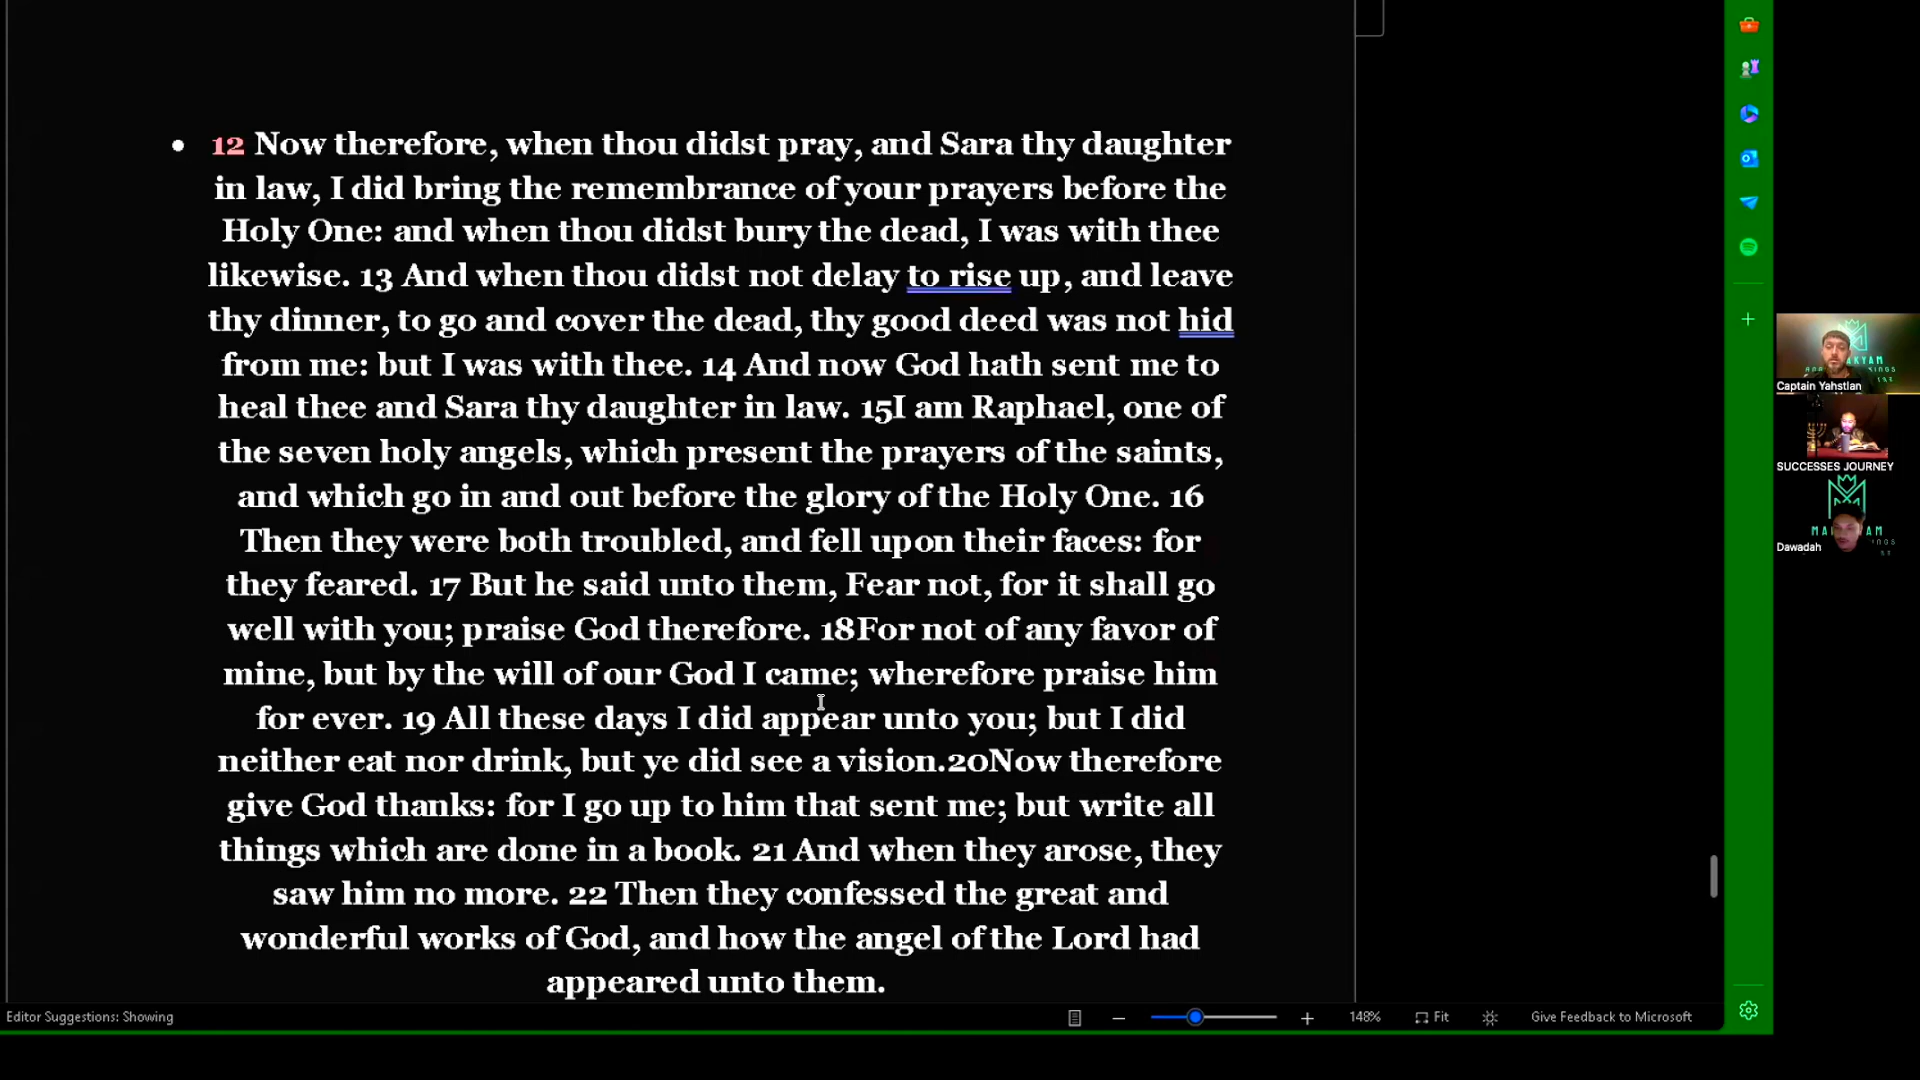 • 12 Now therefore, when thou didst pray, and Sara thy daughter
in law, I did bring the remembrance of your prayers before the
Holy One: and when thou didst bury the dead, I was with thee
likewise. 13 And when thou didst not delay to rise up, and leave
thy dinner, to go and cover the dead, thy good deed was not hid
from me: but I was with thee. 14 And now God hath sent me to
heal thee and Sara thy daughter in law. 15I am Raphael, one of
the seven holy angels, which present the prayers of the saints,
and which go in and out before the glory of the Holy One. 16
Then they were both troubled, and fell upon their faces: for
they feared. 17 But he said unto them, Fear not, for it shall go
well with you; praise God therefore. 18For not of any favor of
mine, but by the will of our God I came; wherefore praise him
for ever. 19 All these days I did appear unto you; but I did
neither eat nor drink, but ye did see a vision.20Now therefore
give God thanks: for I go up to him that sent me; but write all
things which are done in a book. 21 And when they arose, they
saw him no more. 22 Then they confessed the great and
wonderful works of God, and how the angel of the Lord had
appeared unto them.
Captain Yahstlan
SUCCESSES JOURNEY
Dawadah
Editor Suggestions: Showing
148%
Fit
Give Feedback to Microsoft